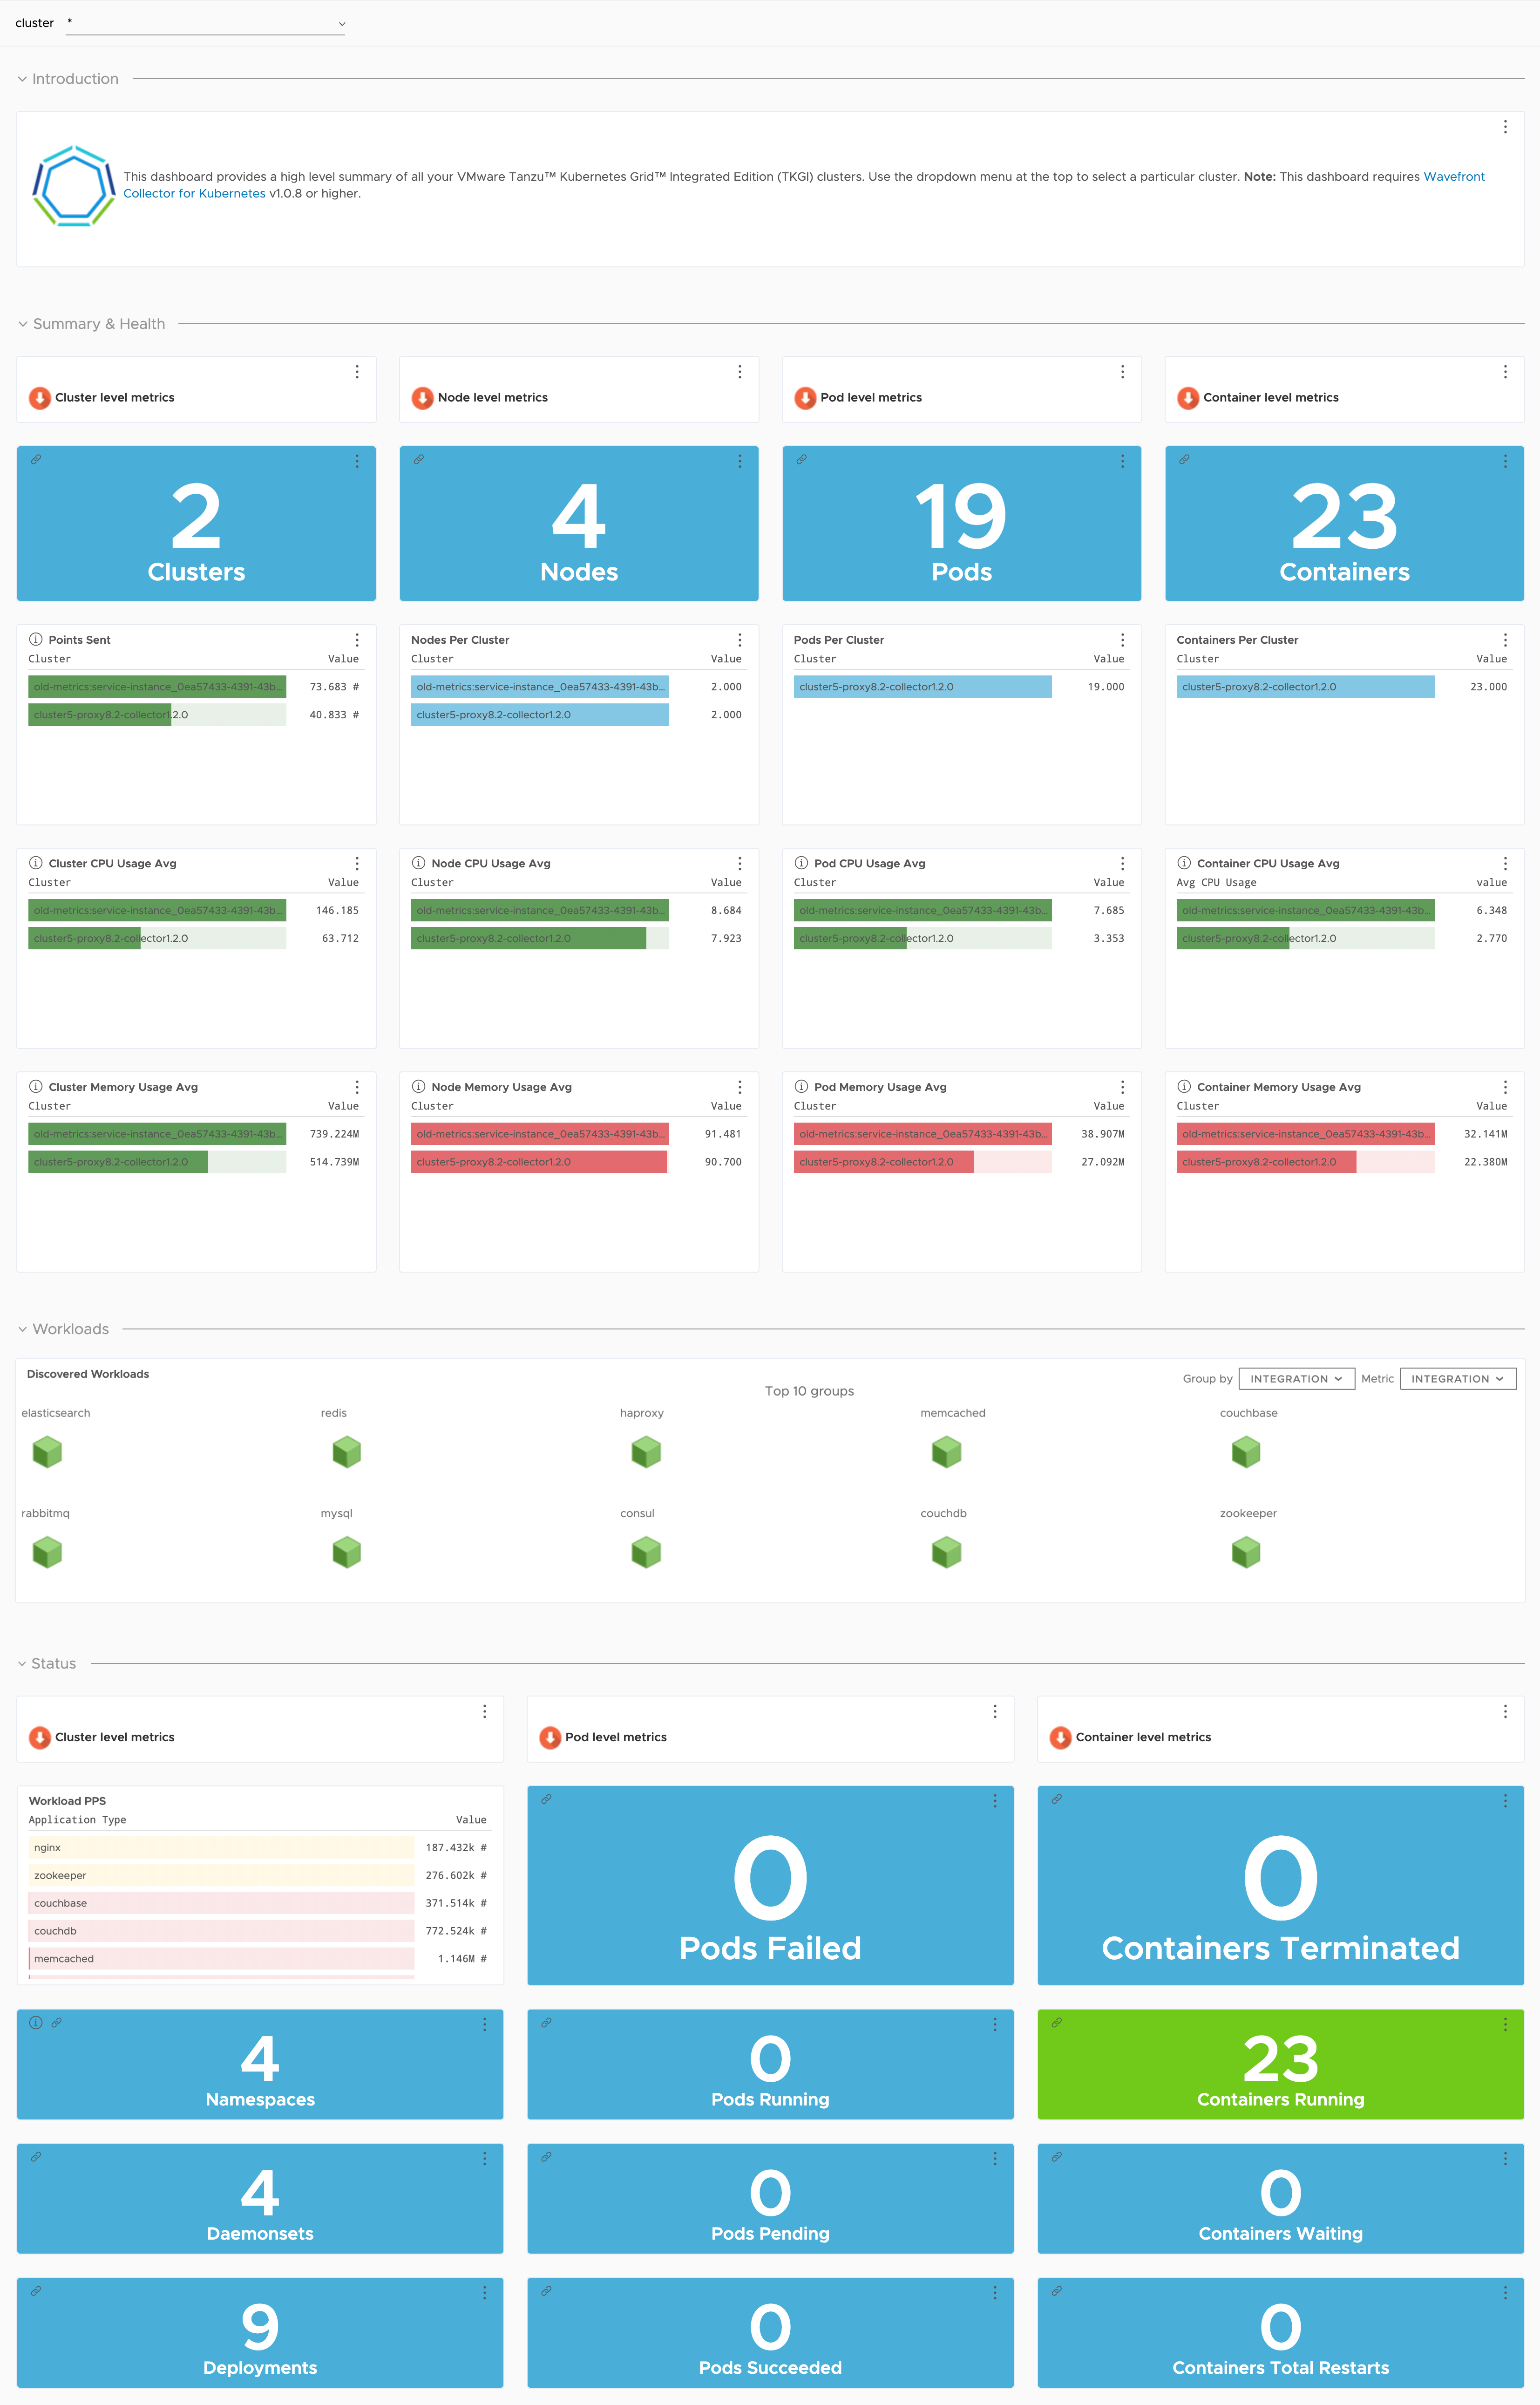 cluster *
Introduction
This dashboard provides a high level summary of all your VMware Tanzu™ Kubernetes Grid™ Integrated Edition (TKGI) clusters. Use the dropdown menu at the top to select a particular cluster. Note: This dashboard requires Wavefront
Collector for Kubernetes v1.0.8 or higher.
Summary & Health
Cluster level metrics
Node level metrics
Pod level metrics
Container level metrics
2
Clusters
4
Nodes
19
Pods
23
Containers
Points Sent
Cluster Value
old-metrics:service-instance_0ea57433-4391-43b... 73.683 #
cluster5-proxy8.2-collector1.2.0 40.833 #
Nodes Per Cluster
Cluster Value
old-metrics:service-instance_0ea57433-4391-43b... 2.000
cluster5-proxy8.2-collector1.2.0 2.000
Pods Per Cluster
Cluster Value
cluster5-proxy8.2-collector1.2.0 19.000
Containers Per Cluster
Cluster Value
cluster5-proxy8.2-collector1.2.0 23.000
Cluster CPU Usage Avg
Cluster Value
old-metrics:service-instance_0ea57433-4391-43b... 146.185
cluster5-proxy8.2-collector1.2.0 63.712
Node CPU Usage Avg
Cluster Value
old-metrics:service-instance_0ea57433-4391-43b... 8.684
cluster5-proxy8.2-collector1.2.0 7.923
Pod CPU Usage Avg
Cluster Value
old-metrics:service-instance_0ea57433-4391-43b... 7.685
cluster5-proxy8.2-collector1.2.0 3.353
Container CPU Usage Avg
Avg CPU Usage value
old-metrics:service-instance_0ea57433-4391-43b... 6.348
cluster5-proxy8.2-collector1.2.0 2.770
Cluster Memory Usage Avg
Cluster Value
old-metrics:service-instance_0ea57433-4391-43b... 739.224M
cluster5-proxy8.2-collector1.2.0 514.739M
Node Memory Usage Avg
Cluster Value
old-metrics:service-instance_0ea57433-4391-43b... 91.481
cluster5-proxy8.2-collector1.2.0 90.700
Pod Memory Usage Avg
Cluster Value
old-metrics:service-instance_0ea57433-4391-43b... 38.907M
cluster5-proxy8.2-collector1.2.0 27.092M
Container Memory Usage Avg
Cluster Value
old-metrics:service-instance_0ea57433-4391-43b... 32.141M
cluster5-proxy8.2-collector1.2.0 22.380M
Workloads
Discovered Workloads
Group by INTEGRATION Metric INTEGRATION
Top 10 groups
elasticsearch redis haproxy memcached couchbase
rabbitmq mysql consul couchdb zookeeper
Status
Cluster level metrics
Pod level metrics
Container level metrics
Workload PPS
Application Type Value
nginx 187.432k #
zookeeper 276.602k #
couchbase 371.514k #
couchdb 772.524k #
memcached 1.146M #
0
Pods Failed
0
Containers Terminated
4
Namespaces
0
Pods Running
23
Containers Running
4
Daemonsets
0
Pods Pending
0
Containers Waiting
9
Deployments
0
Pods Succeeded
0
Containers Total Restarts